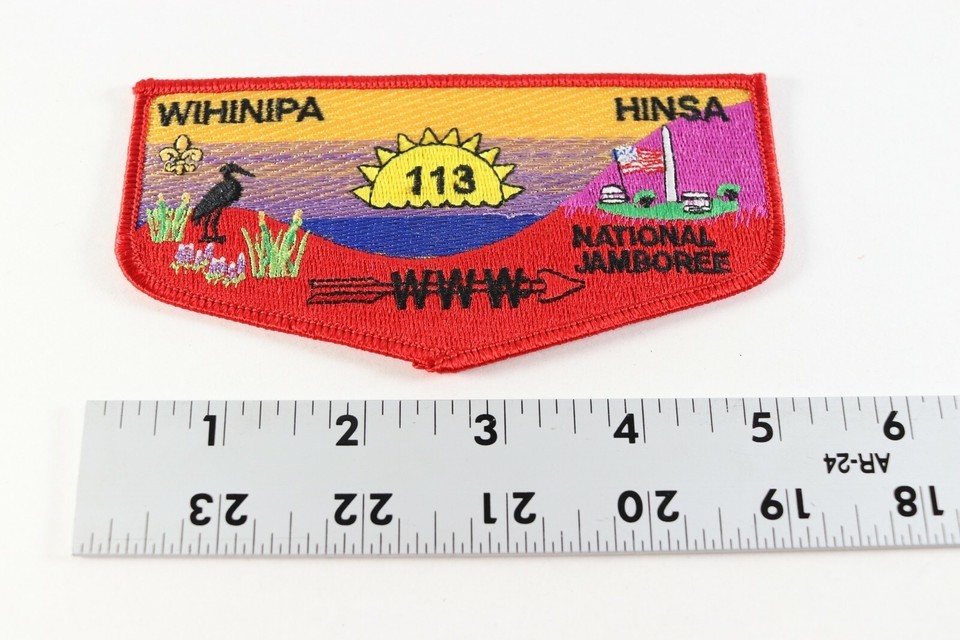 WIHINIPA HINSA
113
NATIONAL
JAMBOREE
WWW
1 2 3 4 5 6
AR-24
23 22 21 20 19 18